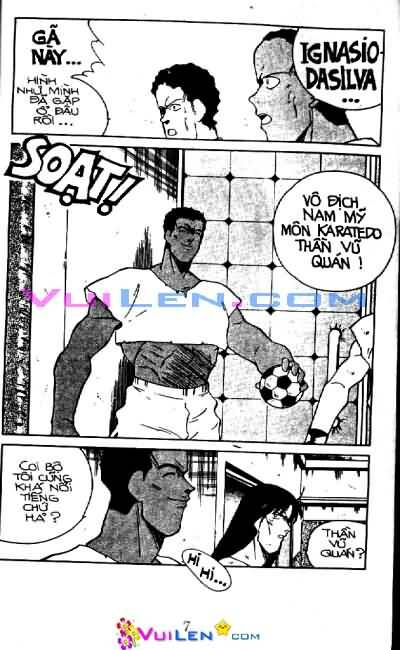 GÃ
NÀY...
HÌNH
NHƯ MÌNH
ĐÃ GẶP
Ở ĐÂU
RỒI...
IGNASIO
DASILVA
...
SOẠT!
VÔ ĐỊCH
NAM MỸ
MÔN KARATEDO
THẦN VŨ
QUÁN!
VUILEN.COM
COI BỘ
TÔI CŨNG
KHÁ NỔI
TIẾNG
CHỨ
HẢ?
HI
HI...
THẦN
VŨ
QUÁN?
7
VUILEN